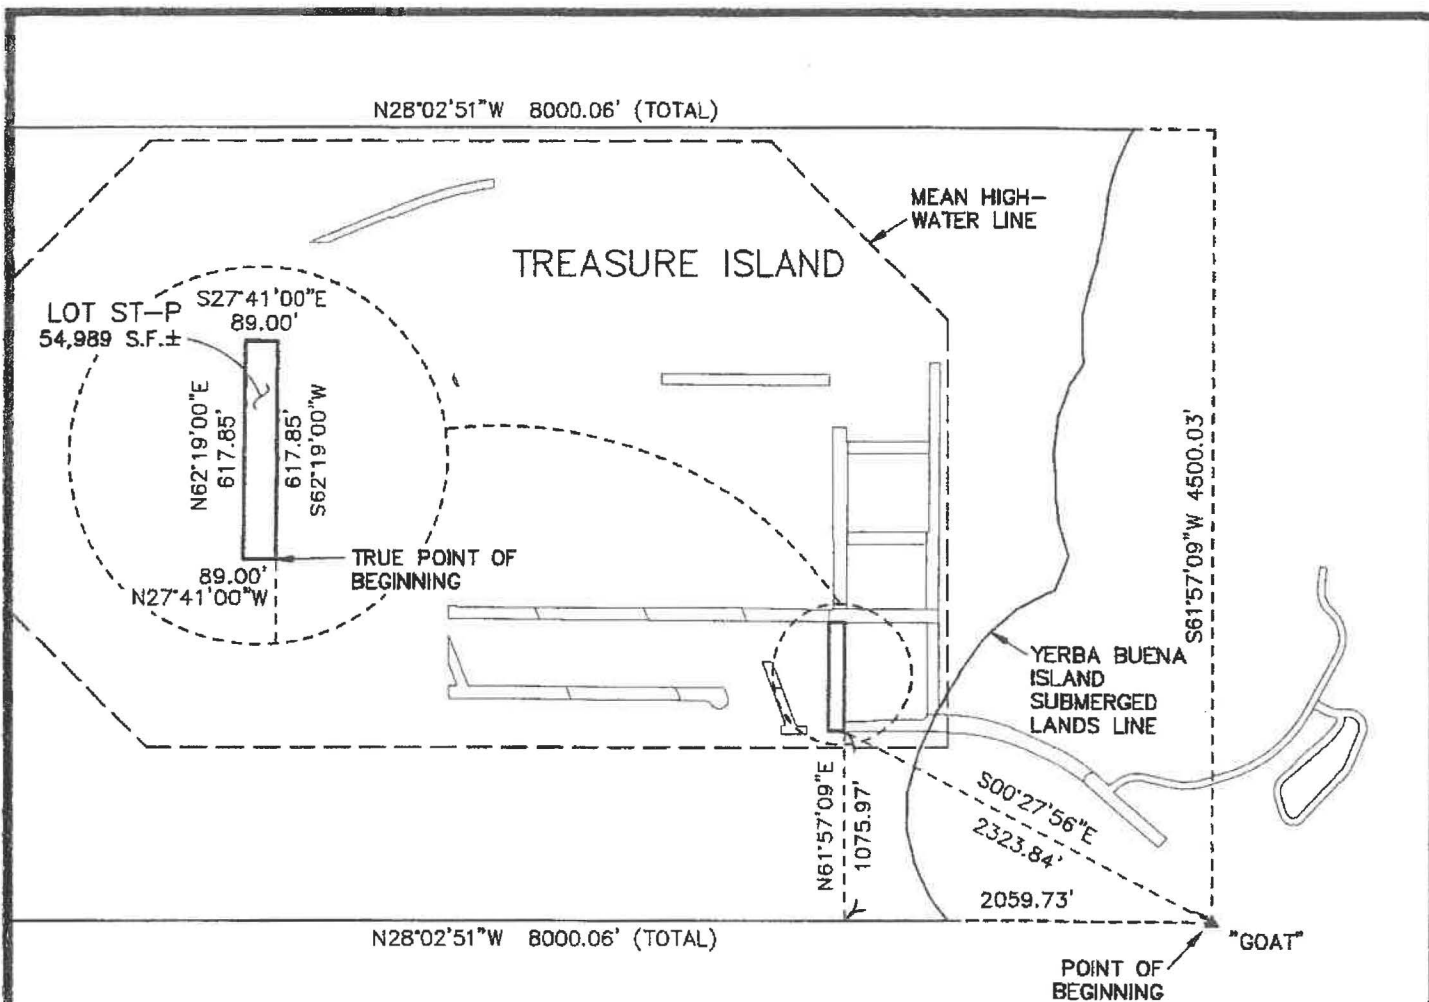 N28°02'51"W 8000.06' (TOTAL)
MEAN HIGH-
WATER LINE
TREASURE ISLAND
LOT ST-P
54,989 S.F.±
S27°41'00"E
89.00'
N62°19'00"E
617.85'
617.85'
S62°19'00"W
TRUE POINT OF
BEGINNING
89.00'
N27°41'00"W
S61°57'09"W 4500.03'
YERBA BUENA
ISLAND
SUBMERGED
LANDS LINE
N61°57'09"E
1075.97'
S00°27'56"E
2323.84'
2059.73'
N28°02'51"W 8000.06' (TOTAL)
"GOAT"
POINT OF
BEGINNING